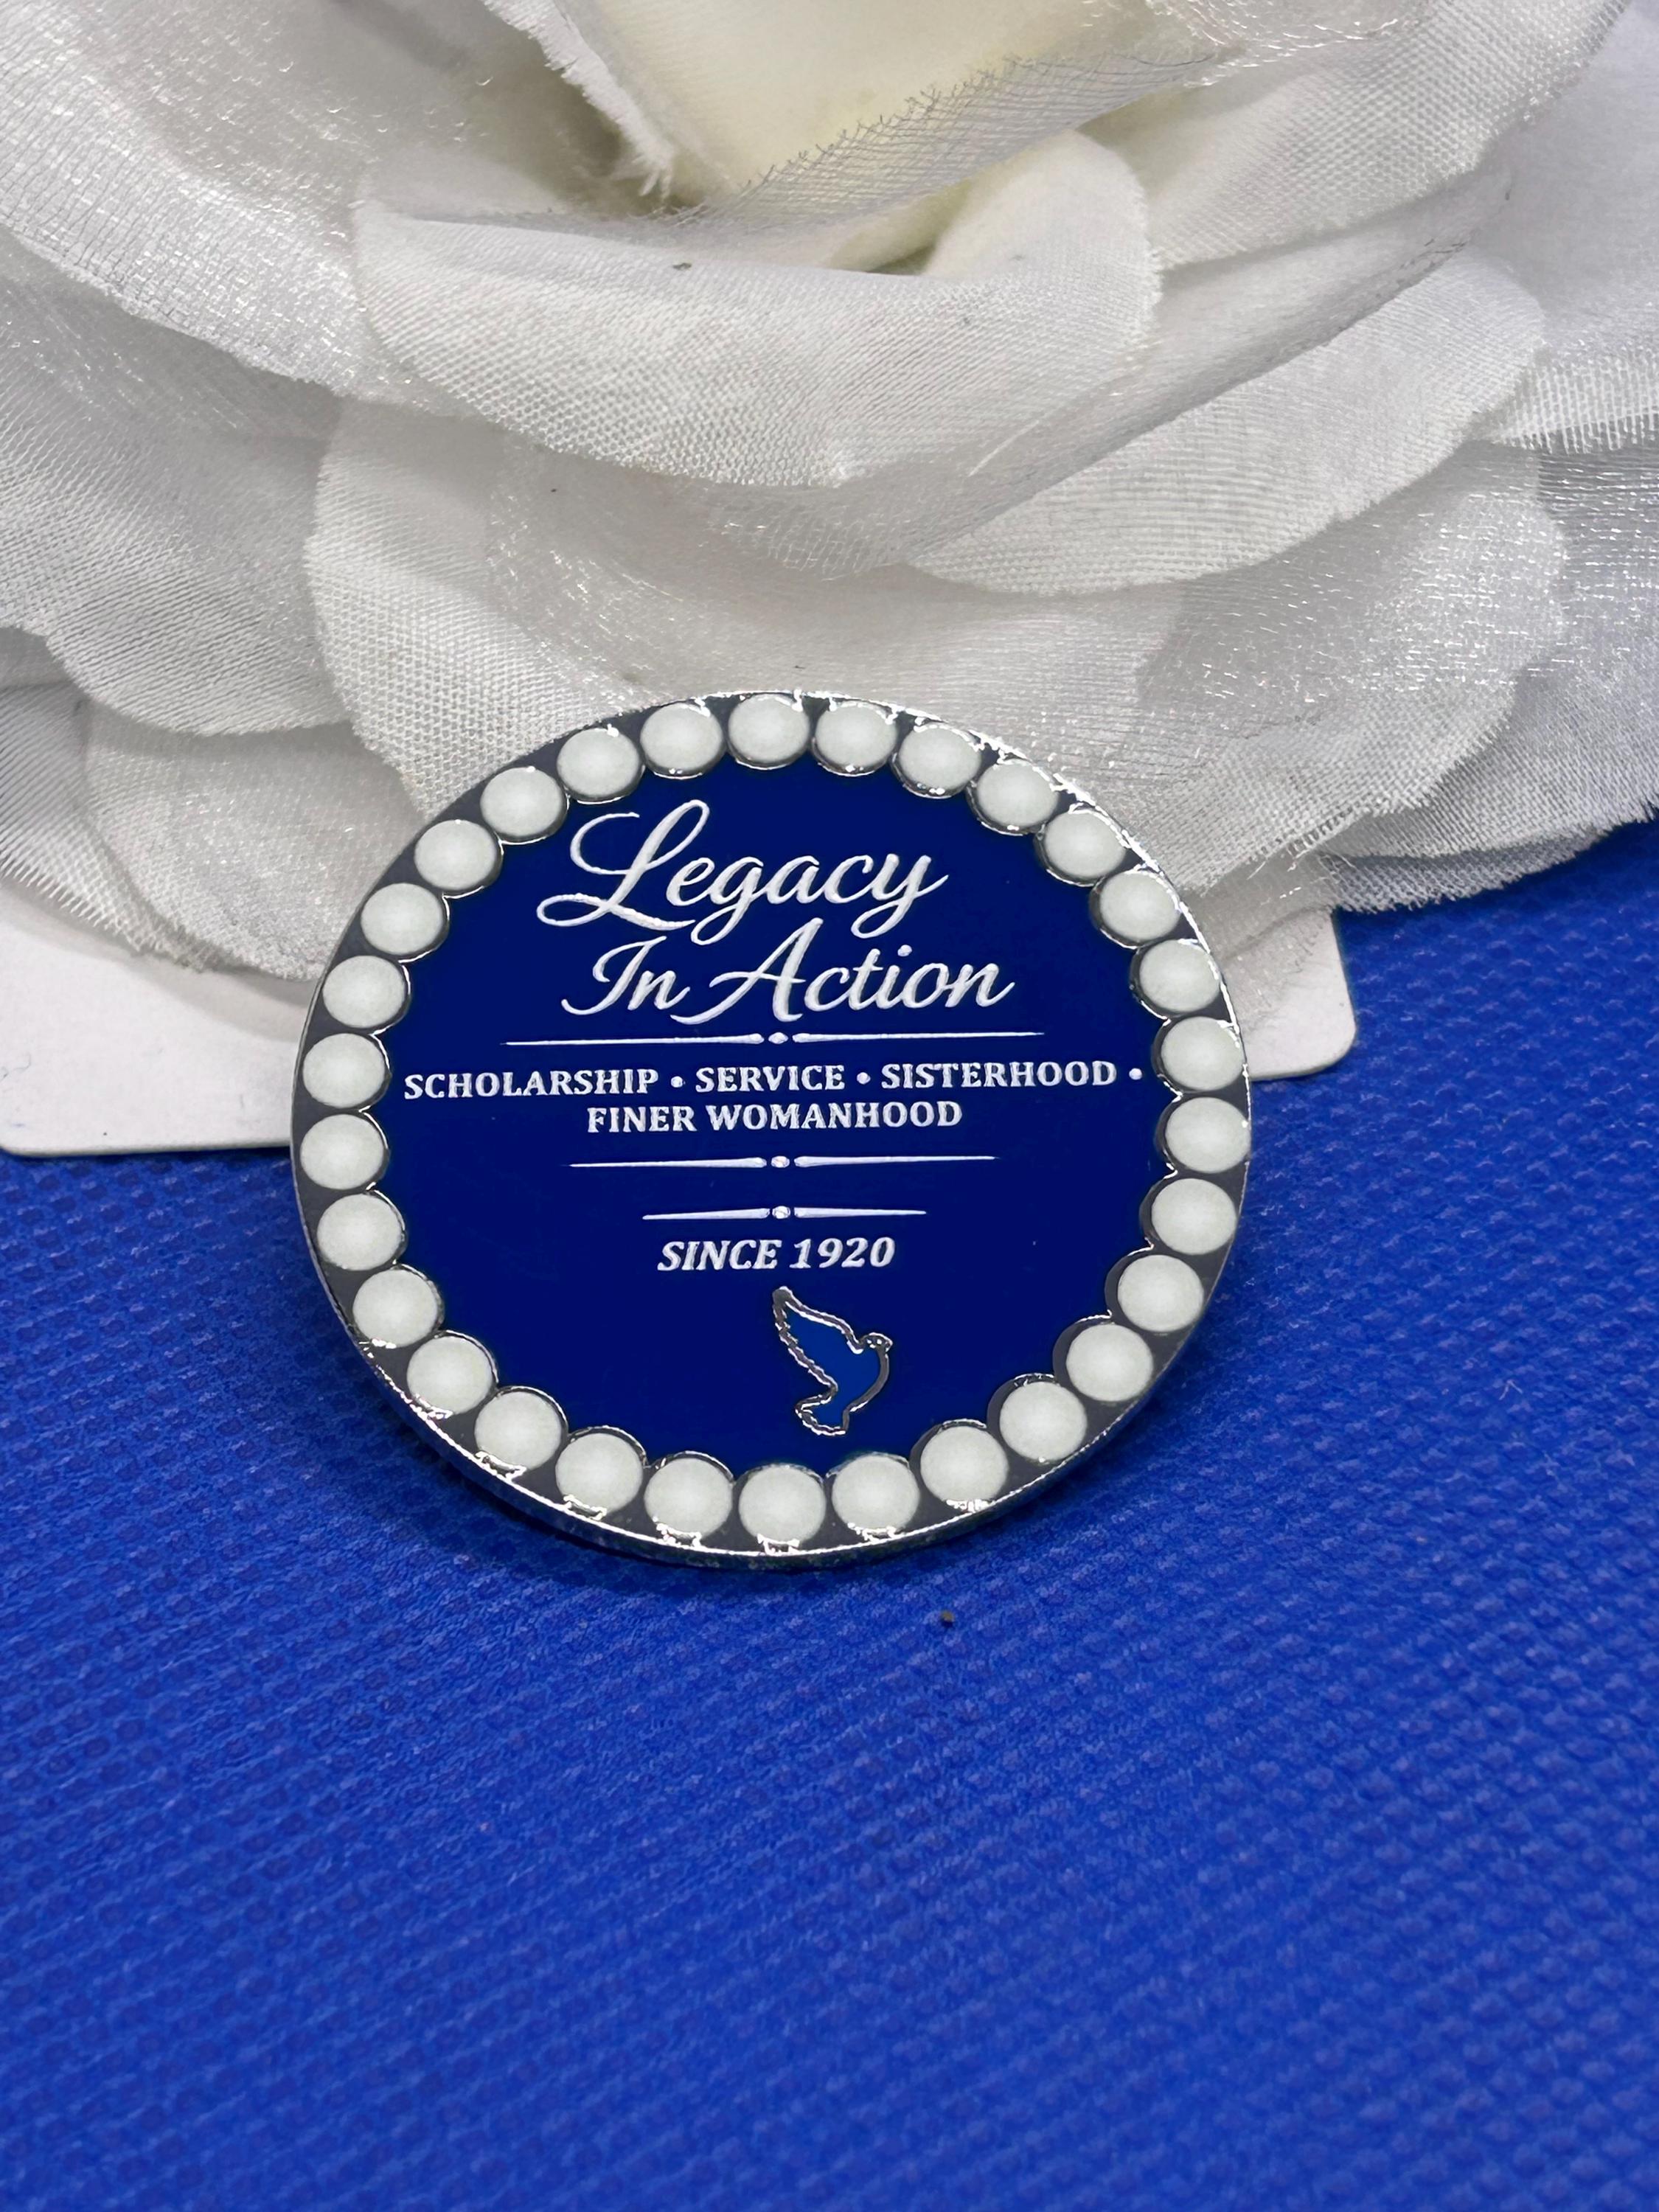 Legacy
In Action
SCHOLARSHIP • SERVICE • SISTERHOOD •
FINER WOMANHOOD
SINCE 1920